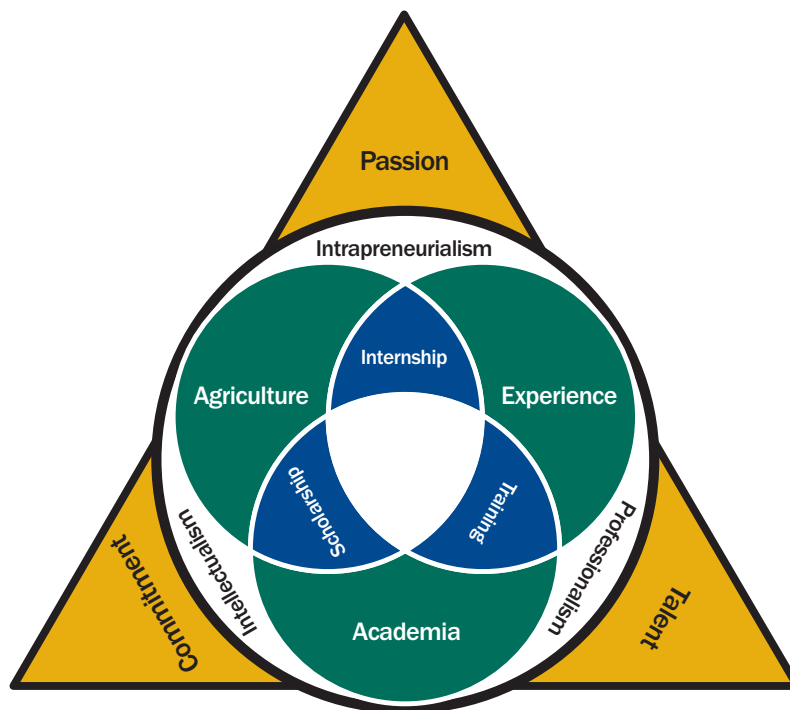 Passion
Intrapreneurialism
Internship
Agriculture
Experience
Scholarship
Training
Intellectualism
Professionalism
Commitment
Talent
Academia